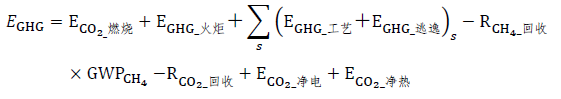 E_GHG = E_CO₂_燃烧 + E_GHG_火炬 + ∑_s (E_GHG_工艺 + E_GHG_逃逸)_s − R_CH₄_回收
× GWP_CH₄ − R_CO₂_回收 + E_CO₂_净电 + E_CO₂_净热